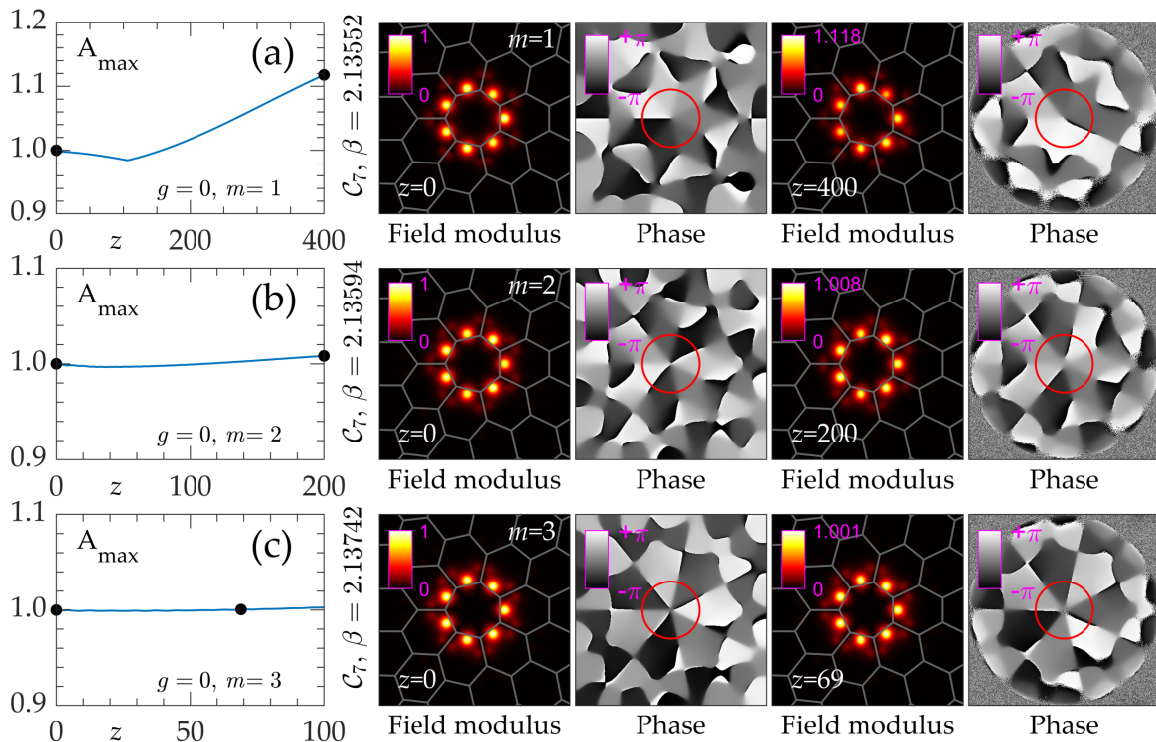 1.2
1.1
1.0
0.9
0 z 200 400
A_max
(a)
g = 0, m = 1
𝒞₇, β = 2.13552
1
0
m=1
z=0
Field modulus
+π
-π
Phase
1.118
0
z=400
Field modulus
+π
-π
Phase
1.1
1.0
0.9
0 z 100 200
A_max
(b)
g = 0, m = 2
𝒞₇, β = 2.13594
1
0
m=2
z=0
Field modulus
+π
-π
Phase
1.008
0
z=200
Field modulus
+π
-π
Phase
1.1
1.0
0.9
0 z 50 100
A_max
(c)
g = 0, m = 3
𝒞₇, β = 2.13742
1
0
m=3
z=0
Field modulus
+π
-π
Phase
1.001
0
z=69
Field modulus
+π
-π
Phase